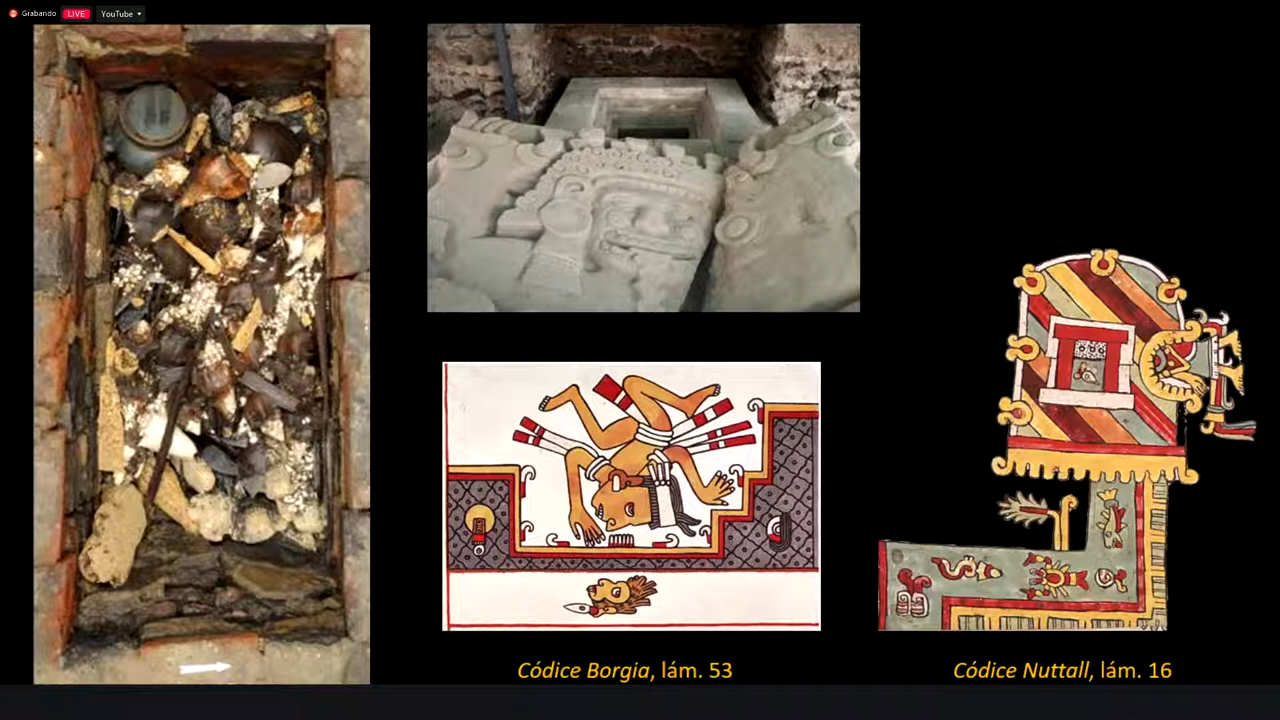 Grabando LIVE YouTube
Códice Borgia, lám. 53
Códice Nuttall, lám. 16